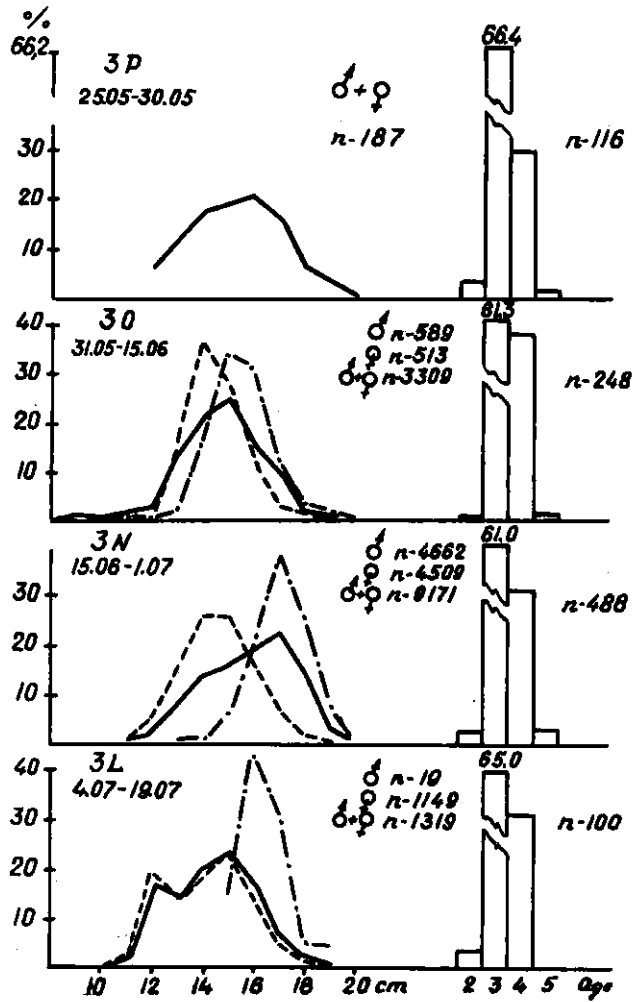 %
66,2
3P
25.05-30.05
♂+♀
n-187
66.4
n-116
30
20
10
3O
31.05-15.06
♂ n-589
♀ n-513
♂+♀ n-3309
61,3
n-248
40
30
20
10
3N
15.06-1.07
♂ n-4662
♀ n-4509
♂+♀ n-9171
61.0
n-488
30
20
10
3L
4.07-19.07
♂ n-19
♀ n-1149
♂+♀ n-1319
65.0
n-100
40
30
20
10
10 12 14 16 18 20 cm 2 3 4 5 age